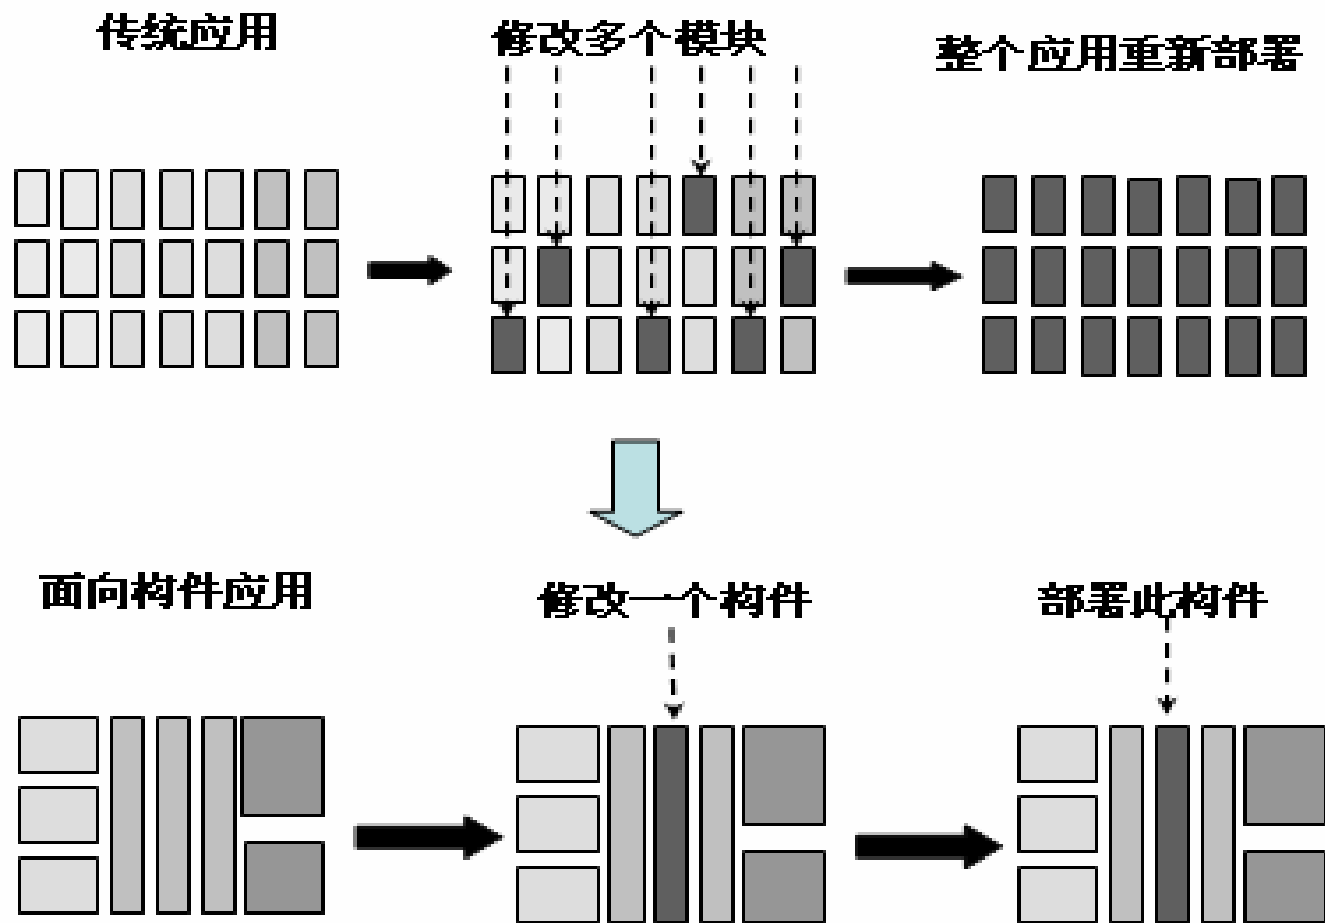 传统应用
修改多个模块
整个应用重新部署
面向构件应用
修改一个构件
部署此构件